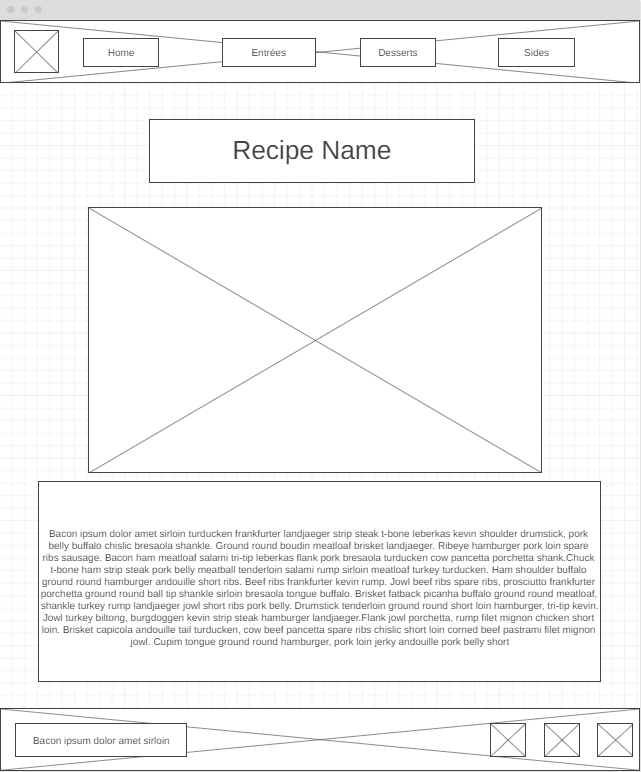 Home Entrées Desserts Sides
Recipe Name
Bacon ipsum dolor amet sirloin turducken frankfurter landjaeger strip steak t-bone leberkas kevin shoulder drumstick, pork
belly buffalo chislic bresaola shankle. Ground round boudin meatloaf brisket landjaeger. Ribeye hamburger pork loin spare
ribs sausage. Bacon ham meatloaf salami tri-tip leberkas flank pork bresaola turducken cow pancetta porchetta shank.Chuck
t-bone ham strip steak pork belly meatball tenderloin salami rump sirloin meatloaf turkey turducken. Ham shoulder buffalo
ground round hamburger andouille short ribs. Beef ribs frankfurter kevin rump. Jowl beef ribs spare ribs, prosciutto frankfurter
porchetta ground round ball tip shankle sirloin bresaola tongue buffalo. Brisket fatback picanha buffalo ground round meatloaf,
shankle turkey rump landjaeger jowl short ribs pork belly. Drumstick tenderloin ground round short loin hamburger, tri-tip kevin.
Jowl turkey biltong, burgdoggen kevin strip steak hamburger landjaeger.Flank jowl porchetta, rump filet mignon chicken short
loin. Brisket capicola andouille tail turducken, cow beef pancetta spare ribs chislic short loin corned beef pastrami filet mignon
jowl. Cupim tongue ground round hamburger, pork loin jerky andouille pork belly short
Bacon ipsum dolor amet sirloin